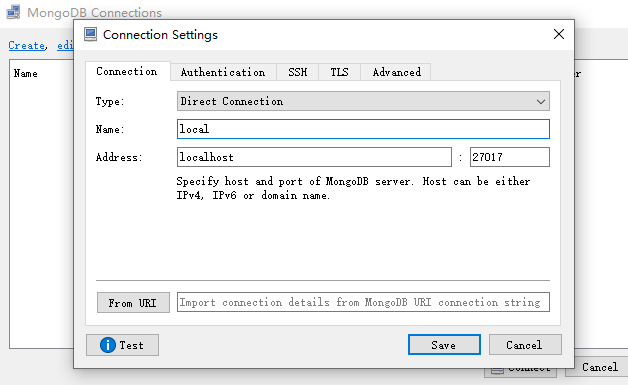 MongoDB Connections
Connection Settings
Create, edi
Name
Connection Authentication SSH TLS Advanced
Type: Direct Connection
Name: local
Address: localhost : 27017
Specify host and port of MongoDB server. Host can be either
IPv4, IPv6 or domain name.
From URI Import connection details from MongoDB URI connection string
Test Save Cancel
Connect Cancel